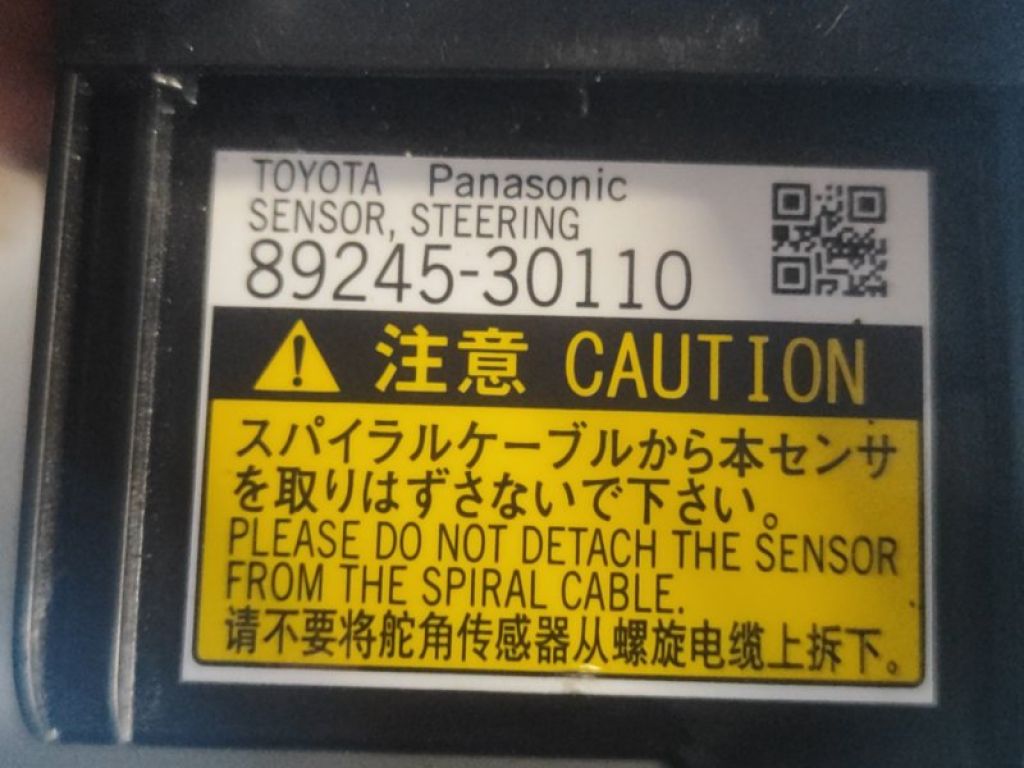 TOYOTA Panasonic
SENSOR, STEERING
89245-30110
注意 CAUTION
スパイラルケーブルから本センサ
を取りはずさないで下さい。
PLEASE DO NOT DETACH THE SENSOR
FROM THE SPIRAL CABLE.
请不要将舵角传感器从螺旋电缆上拆下。